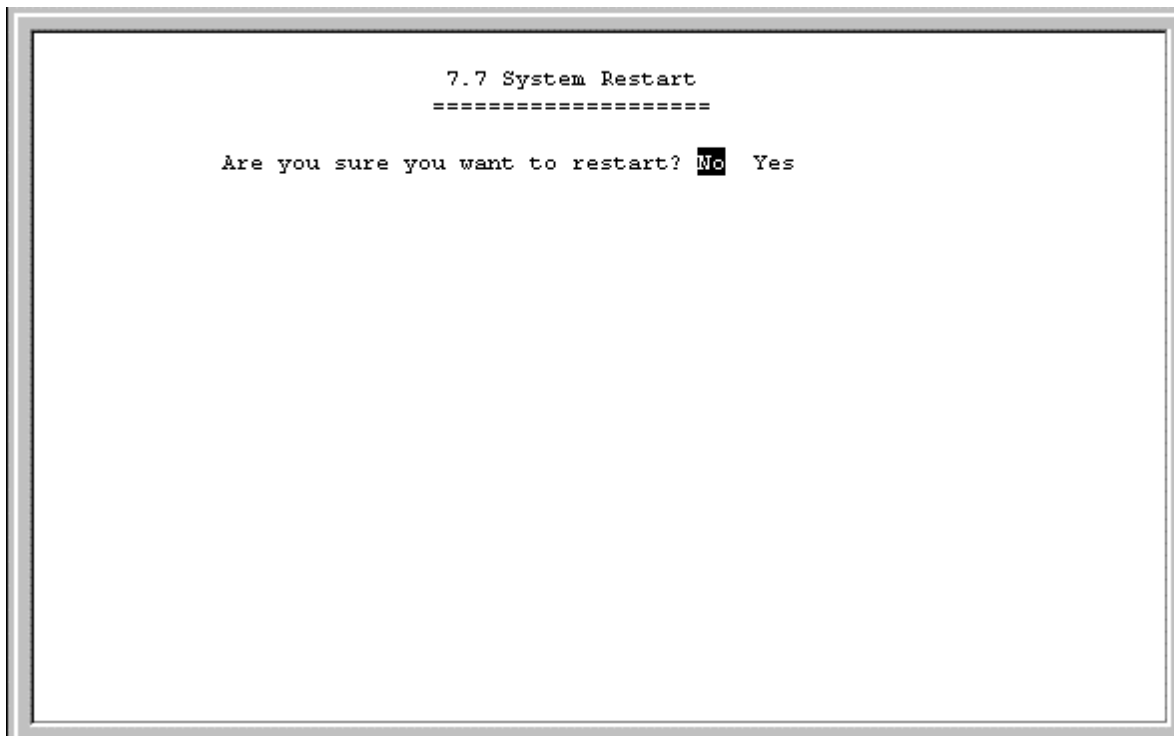 7.7 System Restart
====================
Are you sure you want to restart? No Yes